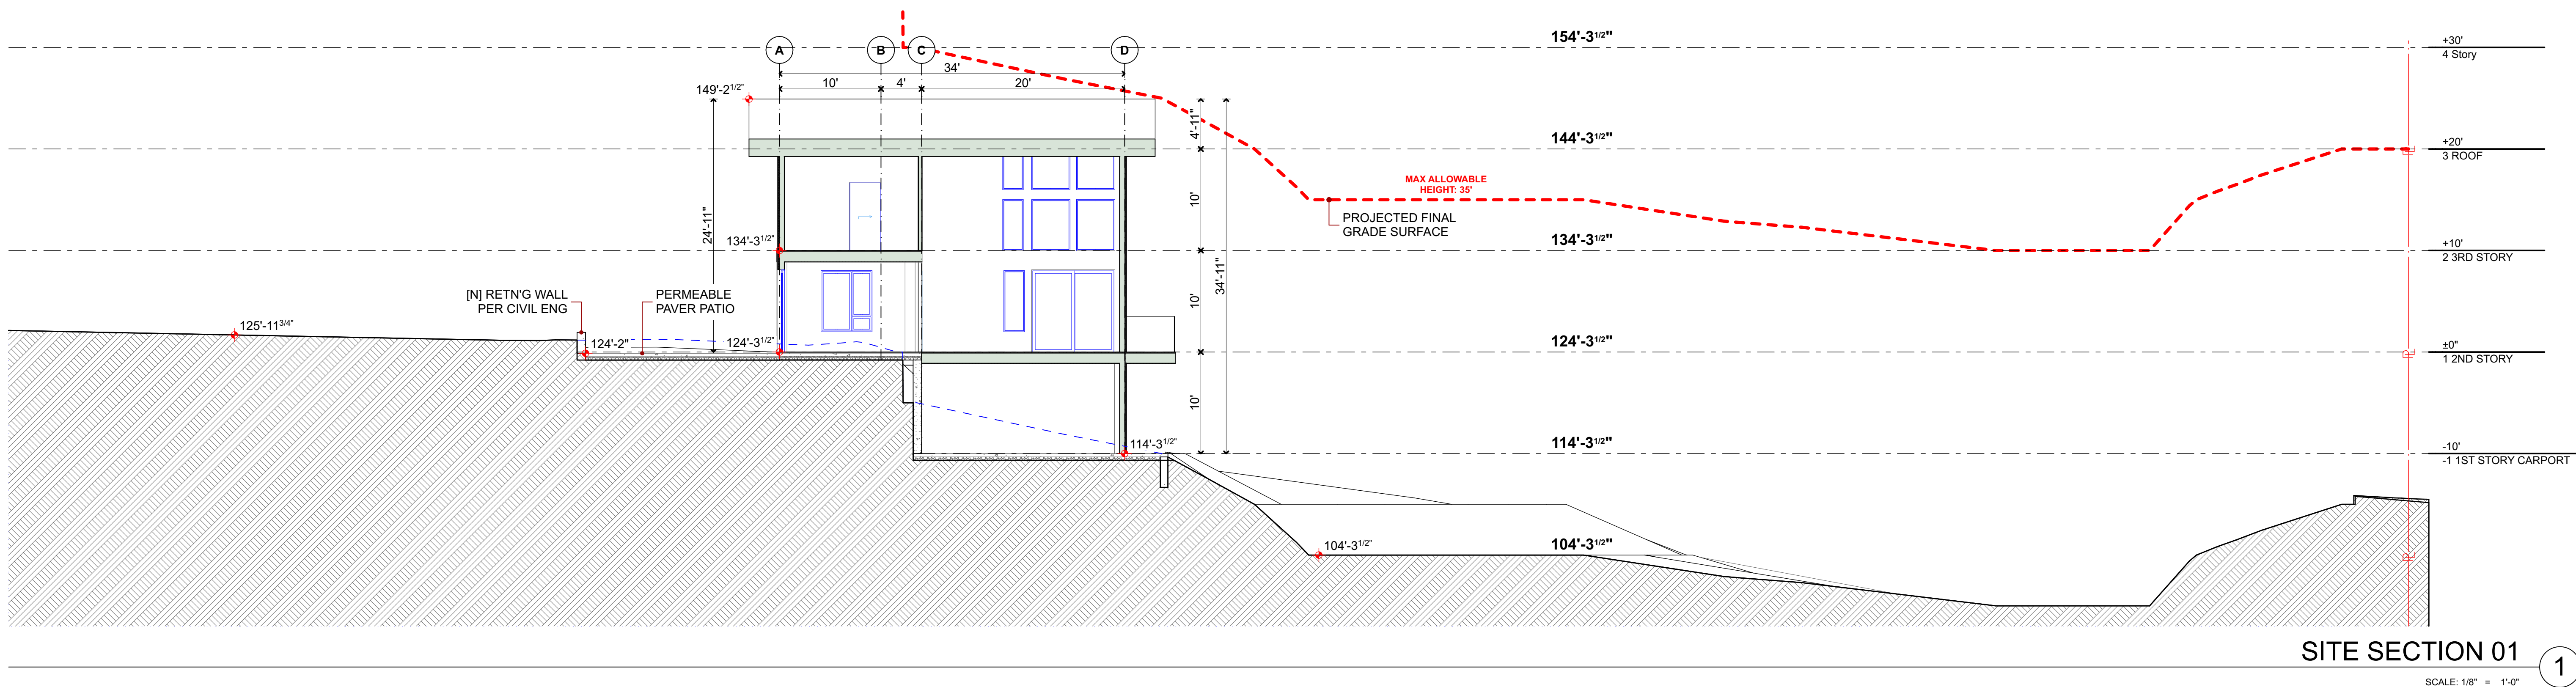 154'-3 1/2"
+30'
4 Story
A
B
C
D
34'
10'
4'
20'
149'-2 1/2"
4'-11"
144'-3 1/2"
+20'
3 ROOF
MAX ALLOWABLE
HEIGHT: 35'
PROJECTED FINAL
GRADE SURFACE
24'-11"
10'
134'-3 1/2"
134'-3 1/2"
+10'
2 3RD STORY
[N] RETN'G WALL
PER CIVIL ENG
PERMEABLE
PAVER PATIO
10'
34'-11"
125'-11 3/4"
124'-2"
124'-3 1/2"
124'-3 1/2"
±0"
1 2ND STORY
10'
114'-3 1/2"
114'-3 1/2"
-10'
-1 1ST STORY CARPORT
104'-3 1/2"
104'-3 1/2"
SITE SECTION 01
1
SCALE: 1/8" = 1'-0"